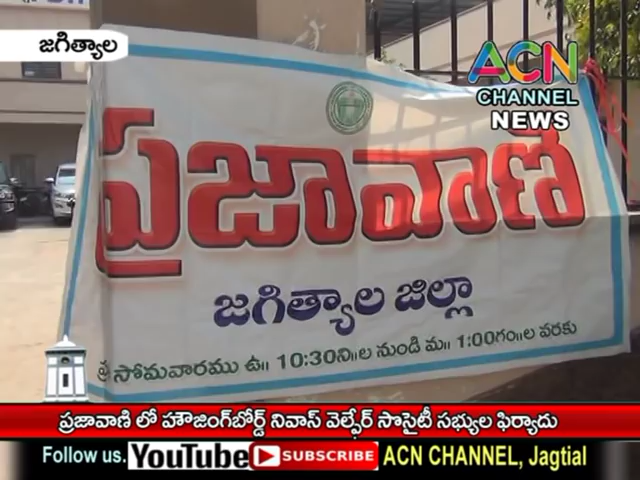 జగిత్యాల
ACN
CHANNEL
NEWS
ప్రజావాణి
జగిత్యాల జిల్లా
సోమవారము ఉ॥ 10:30ని॥ల నుండి మ॥ 1:00గం॥ల వరకు
ప్రజావాణి లో హౌజింగ్‌బోర్డ్ నివాస్ వెల్ఫేర్ సొసైటీ సభ్యుల ఫిర్యాదు
Follow us. YouTube SUBSCRIBE ACN CHANNEL, Jagtial